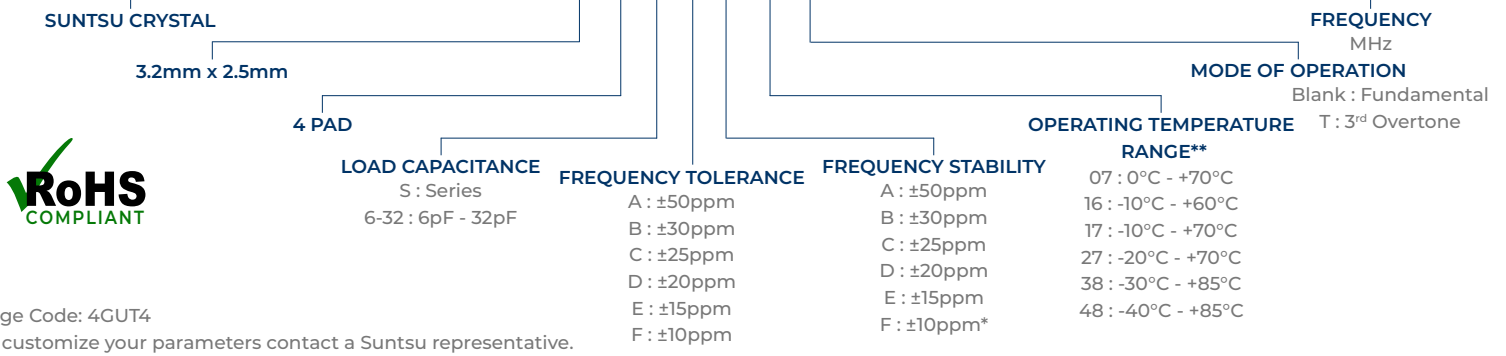 SUNTSU CRYSTAL
3.2mm x 2.5mm
4 PAD
RoHS
COMPLIANT
LOAD CAPACITANCE
S : Series
6-32 : 6pF - 32pF
FREQUENCY TOLERANCE
A : ±50ppm
B : ±30ppm
C : ±25ppm
D : ±20ppm
E : ±15ppm
F : ±10ppm
FREQUENCY STABILITY
A : ±50ppm
B : ±30ppm
C : ±25ppm
D : ±20ppm
E : ±15ppm
F : ±10ppm*
OPERATING TEMPERATURE
RANGE**
07 : 0°C - +70°C
16 : -10°C - +60°C
17 : -10°C - +70°C
27 : -20°C - +70°C
38 : -30°C - +85°C
48 : -40°C - +85°C
MODE OF OPERATION
Blank : Fundamental
T : 3rd Overtone
FREQUENCY
MHz
ge Code: 4GUT4
customize your parameters contact a Suntsu representative.